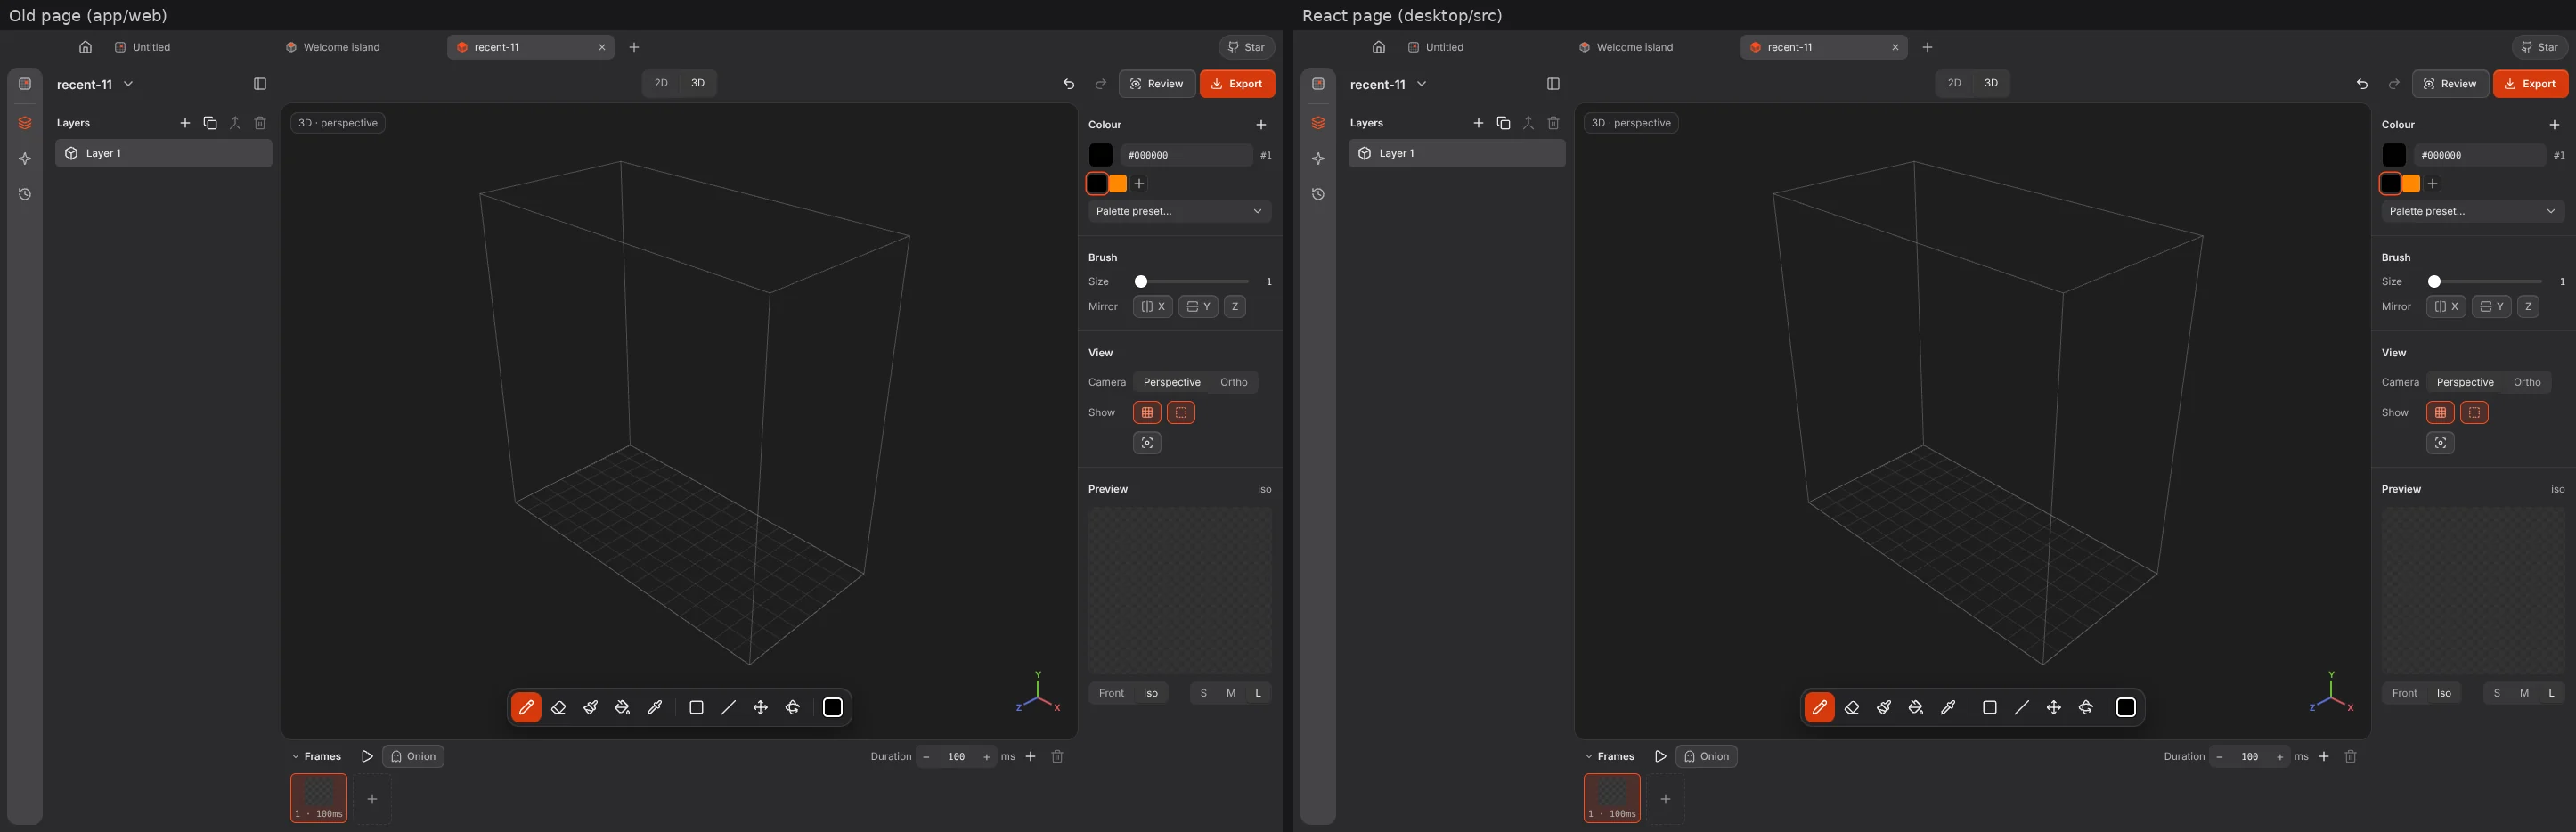 Old page (app/web)
Untitled
Welcome island
recent-11
Star
recent-11
2D 3D
Review
Export
Layers
Layer 1
3D · perspective
Colour
#000000 #1
Palette preset...
Brush
Size 1
Mirror X Y Z
View
Camera Perspective Ortho
Show
Preview iso
Front Iso S M L
Y
Z X
Frames Onion Duration − 100 + ms
1 · 100ms
React page (desktop/src)
Untitled
Welcome island
recent-11
Star
recent-11
2D 3D
Review
Export
Layers
Layer 1
3D · perspective
Colour
#000000 #1
Palette preset...
Brush
Size 1
Mirror X Y Z
View
Camera Perspective Ortho
Show
Preview iso
Front Iso S M L
Y
Z X
Frames Onion Duration − 100 + ms
1 · 100ms